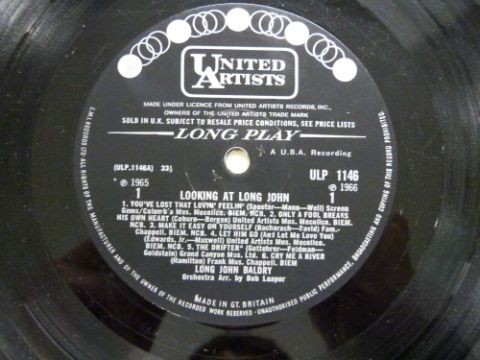 UNITED
ARTISTS
MADE UNDER LICENCE FROM UNITED ARTISTS RECORDS, INC.,
OWNERS OF THE UNITED ARTISTS TRADE MARK
SOLD IN U.K. SUBJECT TO RESALE PRICE CONDITIONS, SEE PRICE LISTS
LONG PLAY
A U.B.A. Recording
(ULP.1146A) 33⅓
ULP 1146
℗ 1965
℗ 1966
1
LOOKING AT LONG JOHN
1
1. YOU'VE LOST THAT LOVIN' FEELIN' (Spector—Mann—Weil) Screen
Gems/Columb'a Mus. Mecolico. BIEM. NCB. 2. ONLY A FOOL BREAKS
HIS OWN HEART (Coburn—Bergen) United Artists Mus. Mecolico. BIEM.
NCB. 3. MAKE IT EASY ON YOURSELF (Bacharach—David) Fam.
Chappell. BIEM. NCB. 4. LET HIM GO (And Let Me Love You)
(Edwards, Jr.—Maxwell) United Artists Mus. Mecolico.
BIEM. NCB. 5. THE DRIFTER* (Gottehrer—Feldman—
Goldstein) Grand Canyon Mus. Ltd. 6. CRY ME A RIVER
(Hamilton) Frank Mus. Chappell. BIEM
LONG JOHN BALDRY
Orchestra Arr. by Bob Leaper
MADE IN GT. BRITAIN
E.M.I. RECORDS LTD· ALL RIGHTS OF THE MANUFACTURER AND OF THE OWNER OF THE RECORDED WORK RESERVED · UNAUTHORISED PUBLIC PERFORMANCE, BROADCASTING AND COPYING OF THIS RECORD PROHIBITED.